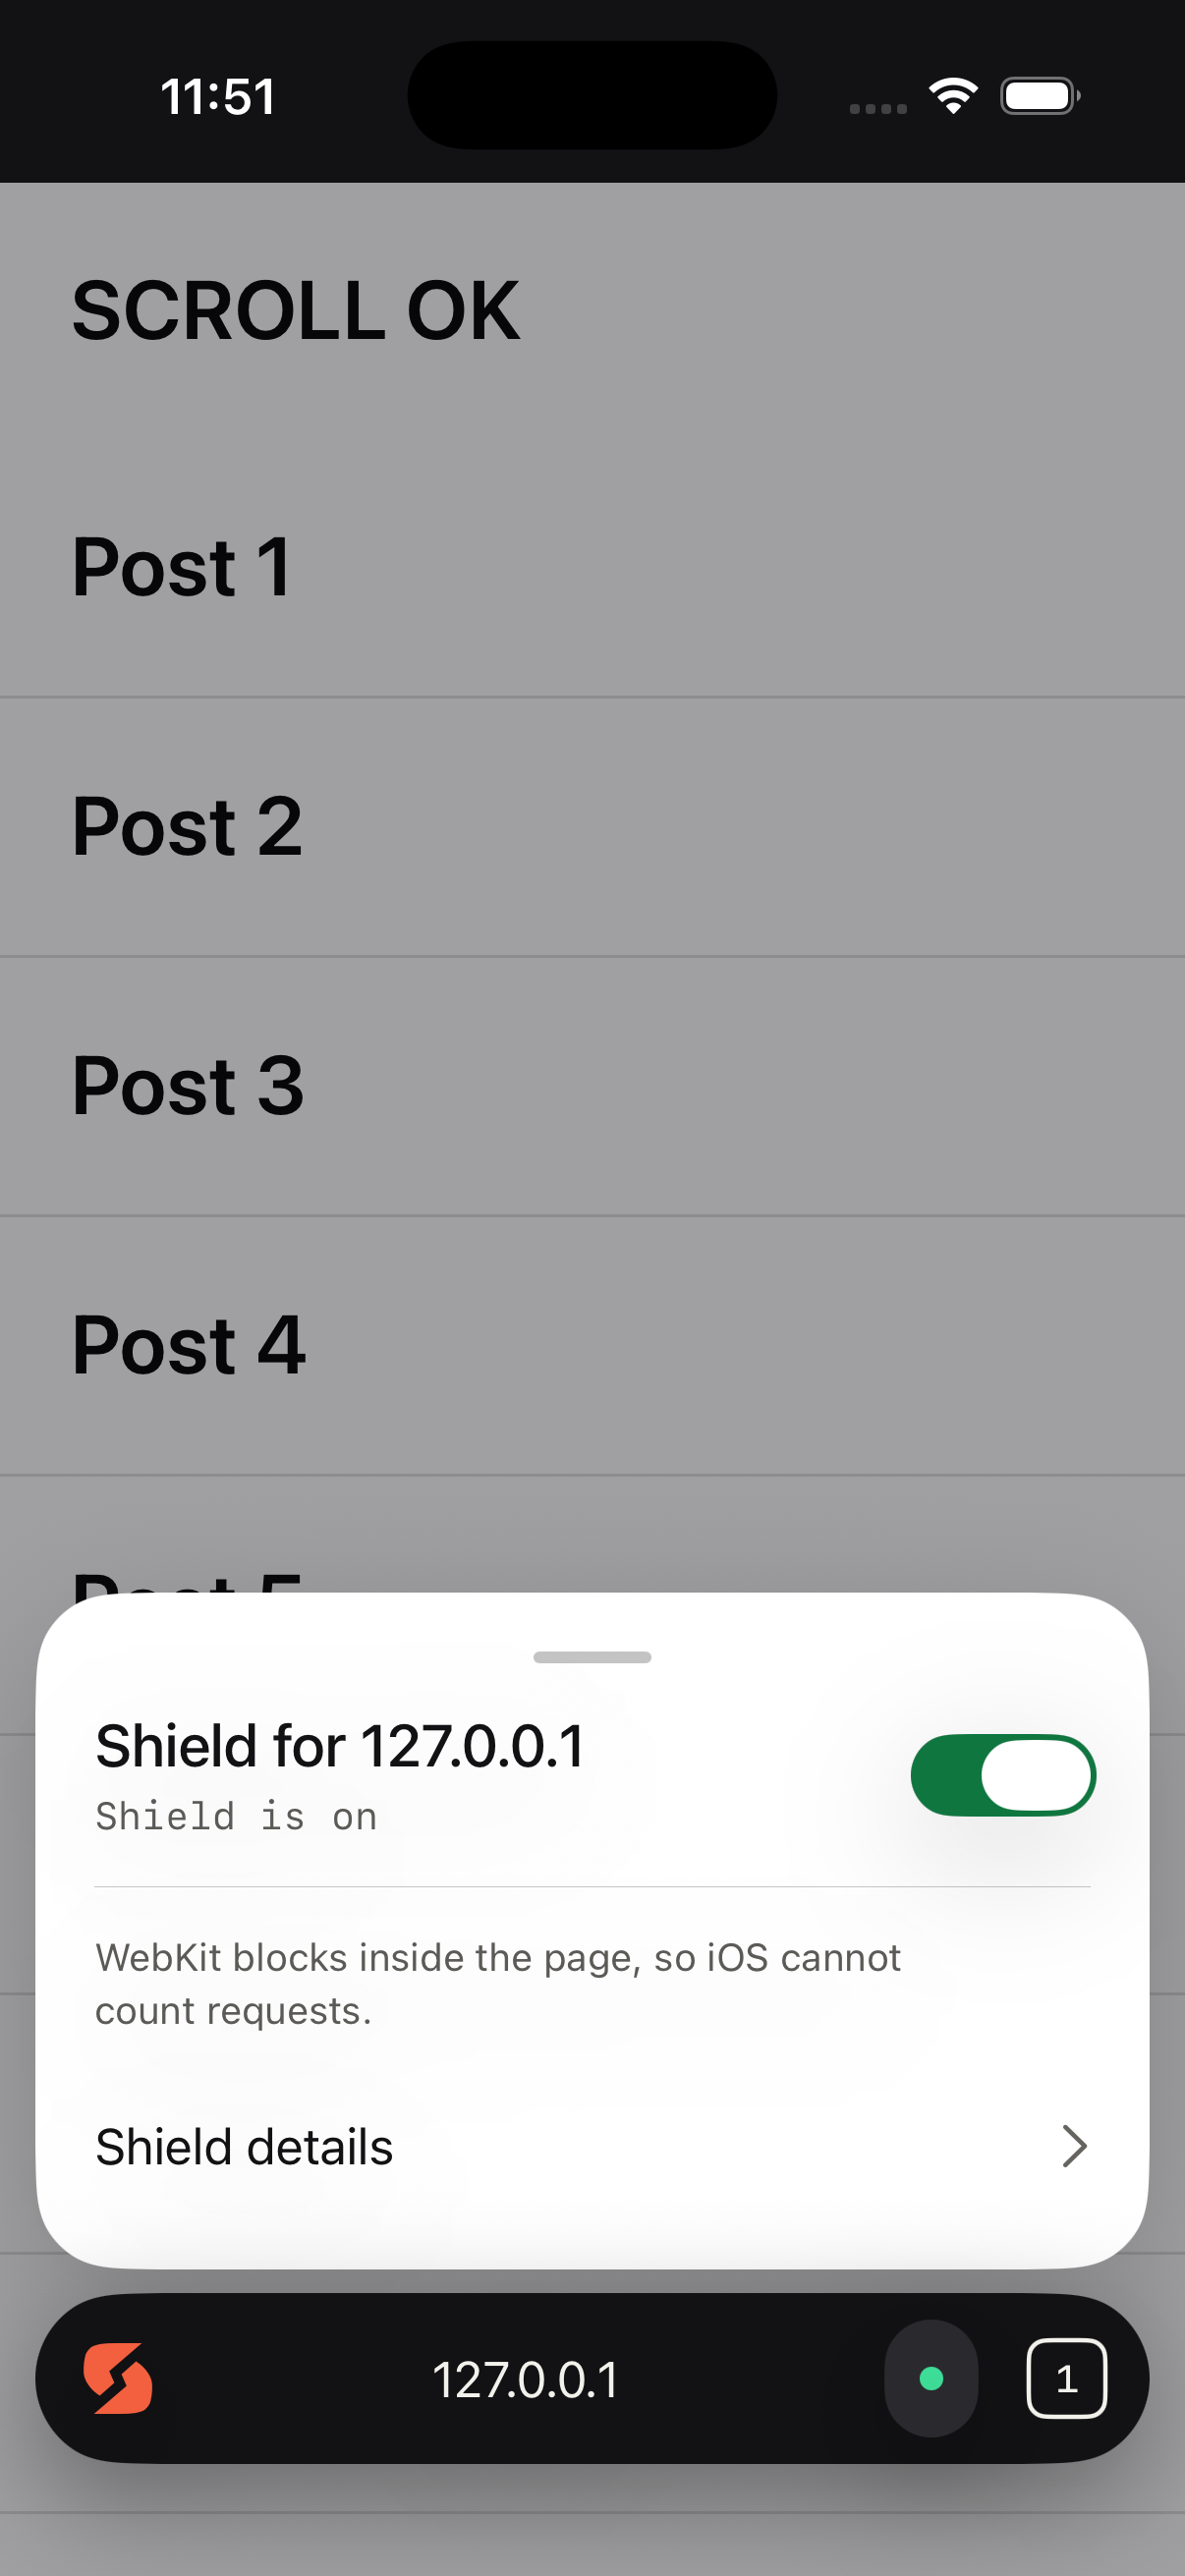 11:51
SCROLL OK
Post 1
Post 2
Post 3
Post 4
Post 5
Shield for 127.0.0.1
Shield is on
WebKit blocks inside the page, so iOS cannot
count requests.
Shield details
127.0.0.1
1